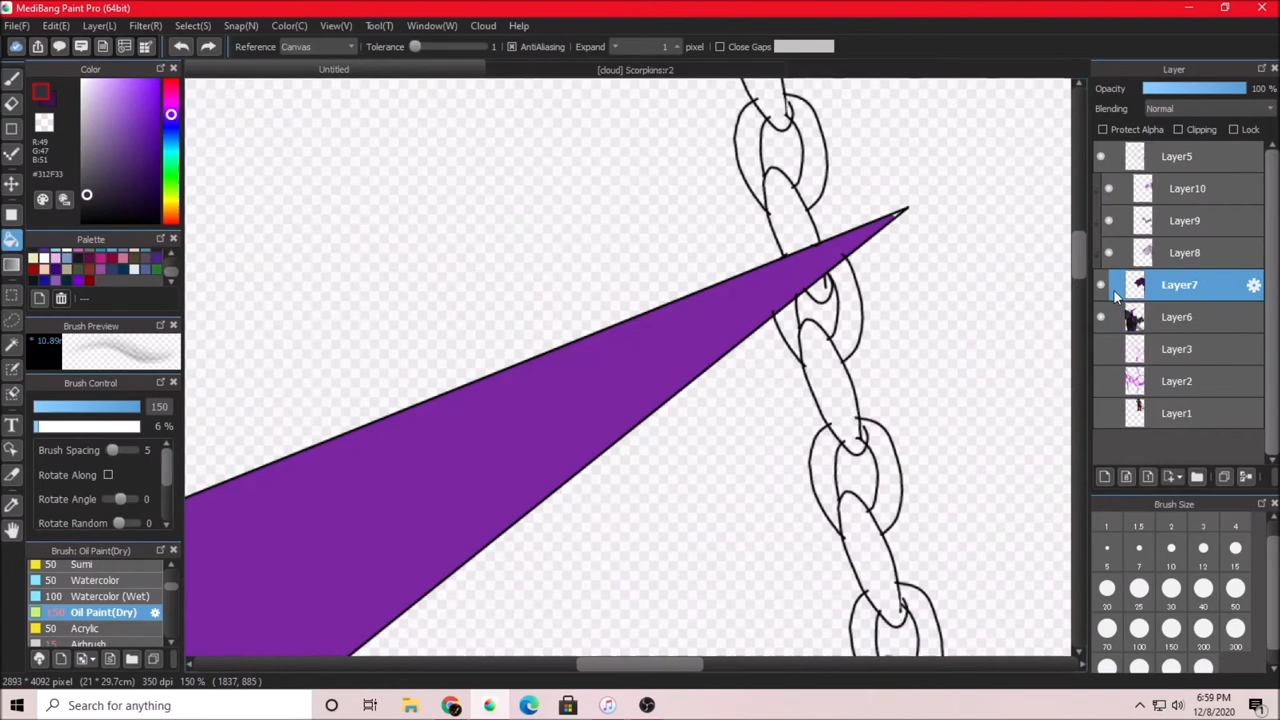 MediBang Paint Pro (64bit)
File(F) Edit(E) Layer(L) Filter(R) Select(S) Snap(N) Color(C) View(V) Tool(T) Window(W) Cloud Help
Reference Canvas Tolerance 1 AntiAliasing Expand 1 pixel Close Gaps
Color
Untitled
[cloud] Scorpkins:r2
Layer
R:49
G:47
B:51
#312F33
Palette
---
Brush Preview
* 10.89
Brush Control
150
6 %
Brush Spacing 5
Rotate Along
Rotate Angle 0
Rotate Random 0
Brush: Oil Paint(Dry)
50 Sumi
50 Watercolor
100 Watercolor (Wet)
150 Oil Paint(Dry)
50 Acrylic
15 Airbrush
Opacity 100 %
Blending Normal
Protect Alpha Clipping Lock
Layer5
Layer10
Layer9
Layer8
Layer7
Layer6
Layer3
Layer2
Layer1
Brush Size
1 1.5 2 3 4
5 7 10 12 15
20 25 30 40 50
70 100 150 200 300
2893 * 4092 pixel (21 * 29.7cm) 350 dpi 150 % (1837, 885)
Search for anything
6:59 PM
12/8/2020
1